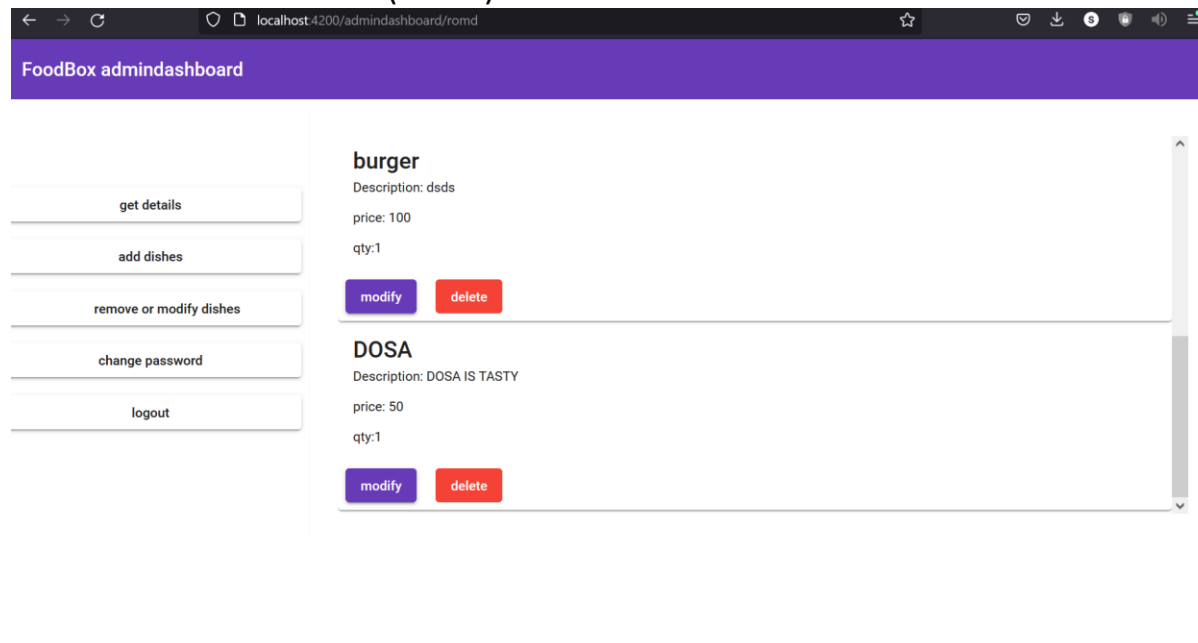 localhost:4200/admindashboard/romd
S
FoodBox admindashboard
get details
add dishes
remove or modify dishes
change password
logout
burger
Description: dsds
price: 100
qty:1
modify delete
DOSA
Description: DOSA IS TASTY
price: 50
qty:1
modify delete